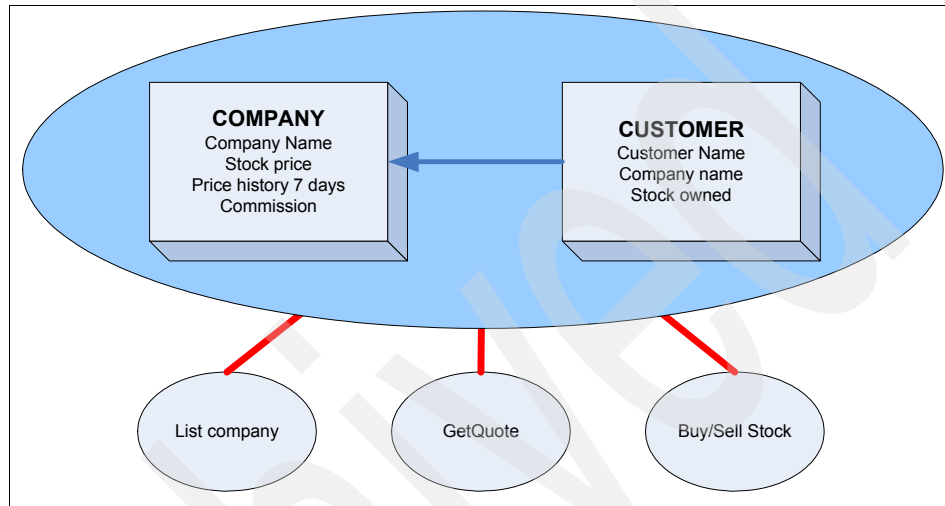 COMPANY
Company Name
Stock price
Price history 7 days
Commission
CUSTOMER
Customer Name
Company name
Stock owned
List company
GetQuote
Buy/Sell Stock